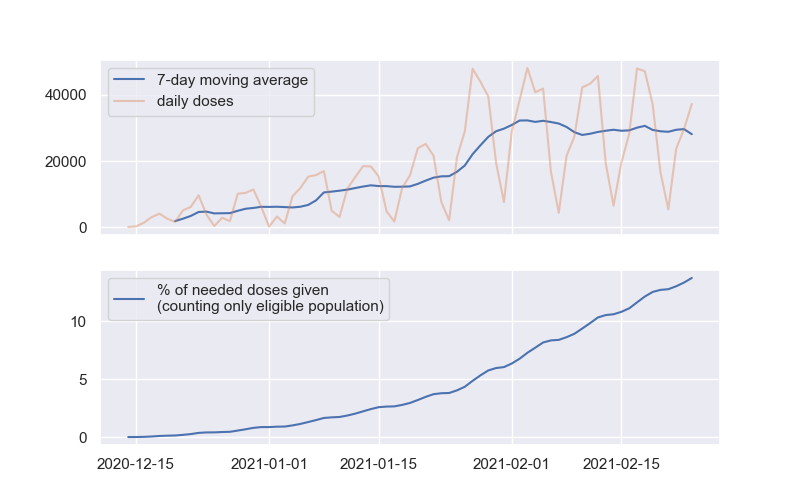 7-day moving average
daily doses
40000
20000
0
% of needed doses given
(counting only eligible population)
10
5
0
2020-12-15 2021-01-01 2021-01-15 2021-02-01 2021-02-15